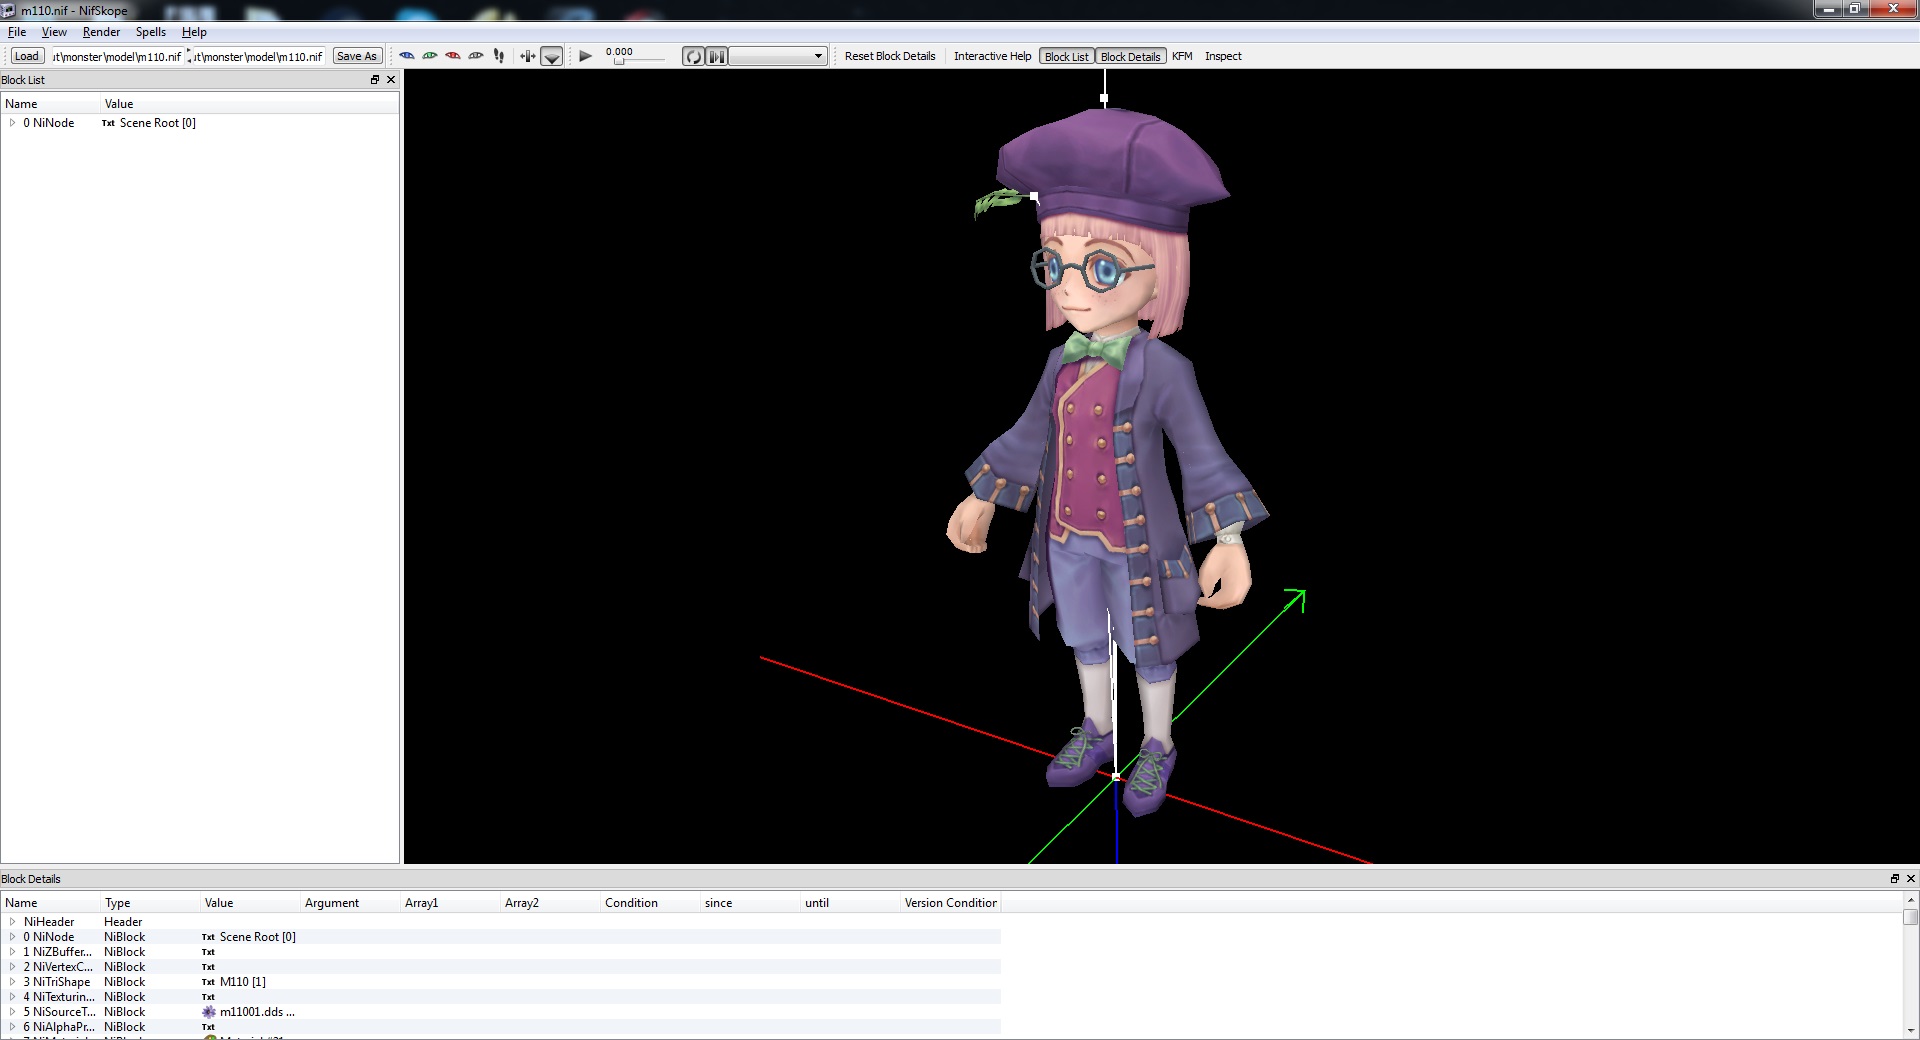 m110.nif - NifSkope
File View Render Spells Help
Load ut\monster\model\m110.nif ut\monster\model\m110.nif Save As 0.000 Reset Block Details Interactive Help Block List Block Details KFM Inspect
Block List
Name Value
0 NiNode Txt Scene Root [0]
Block Details
Name Type Value Argument Array1 Array2 Condition since until Version Condition
NiHeader Header
0 NiNode NiBlock Txt Scene Root [0]
1 NiZBuffer... NiBlock Txt
2 NiVertexC... NiBlock Txt
3 NiTriShape NiBlock Txt M110 [1]
4 NiTexturin... NiBlock Txt
5 NiSourceT... NiBlock m11001.dds ...
6 NiAlphaPr... NiBlock Txt